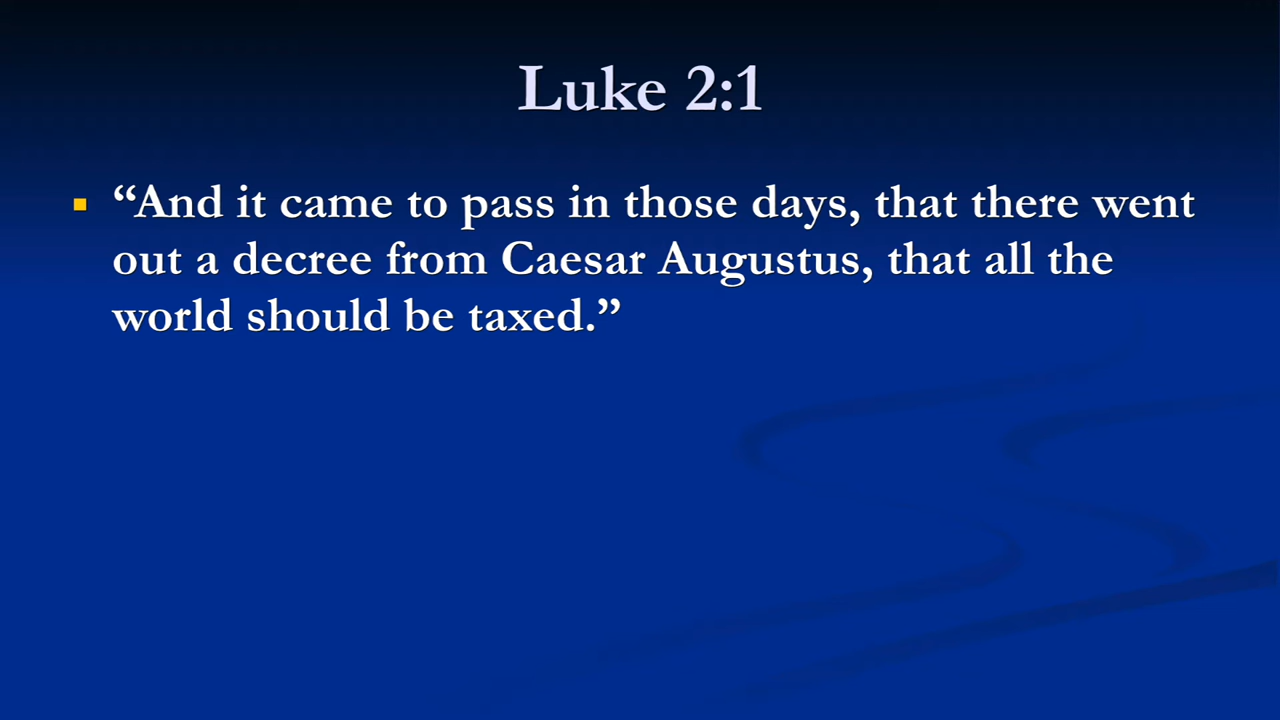 Luke 2:1
“And it came to pass in those days, that there went
out a decree from Caesar Augustus, that all the
world should be taxed.”